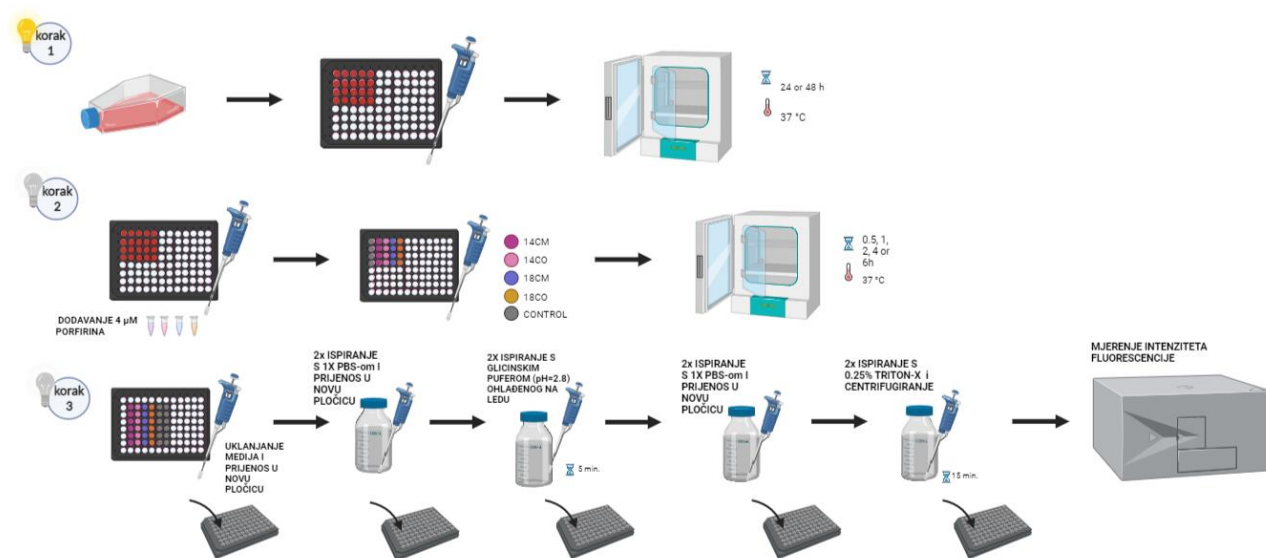 korak
1
24 or 48 h
37 °C
korak
2
14CM
14CO
18CM
18CO
CONTROL
0.5, 1,
2, 4 or
6h
37 °C
DODAVANJE 4 µM
PORFIRINA
korak
3
UKLANJANJE
MEDIJA I
PRIJENOS U
NOVU
PLOČICU
2x ISPIRANJE
S 1X PBS-om I
PRIJENOS U
NOVU
PLOČICU
2X ISPIRANJE S
GLICINSKIM
PUFEROM (pH=2.8)
OHLAĐENOG NA
LEDU
5 min.
2x ISPIRANJE
S 1X PBS-om I
PRIJENOS U
NOVU
PLOČICU
2x ISPIRANJE S
0.25% TRITON-X i
CENTRIFUGIRANJE
15 min.
MJERENJE INTENZITETA
FLUORESCENCIJE